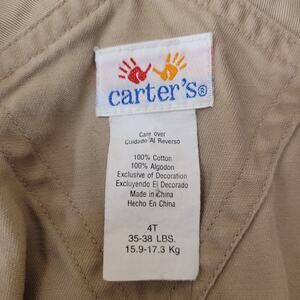 carter's®
Care over
Cuidado Al Reverso
100% Cotton
100% Algodon
Exclusive of Decoration
Excluyendo El Decorado
Made in China
Hecho En China
4T
35-38 LBS.
15.9-17.3 Kg